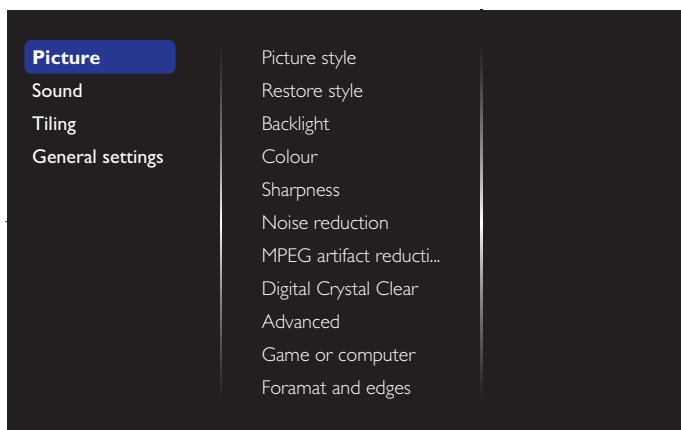 Picture
Sound
Tiling
General settings
Picture style
Restore style
Backlight
Colour
Sharpness
Noise reduction
MPEG artifact reducti...
Digital Crystal Clear
Advanced
Game or computer
Foramat and edges